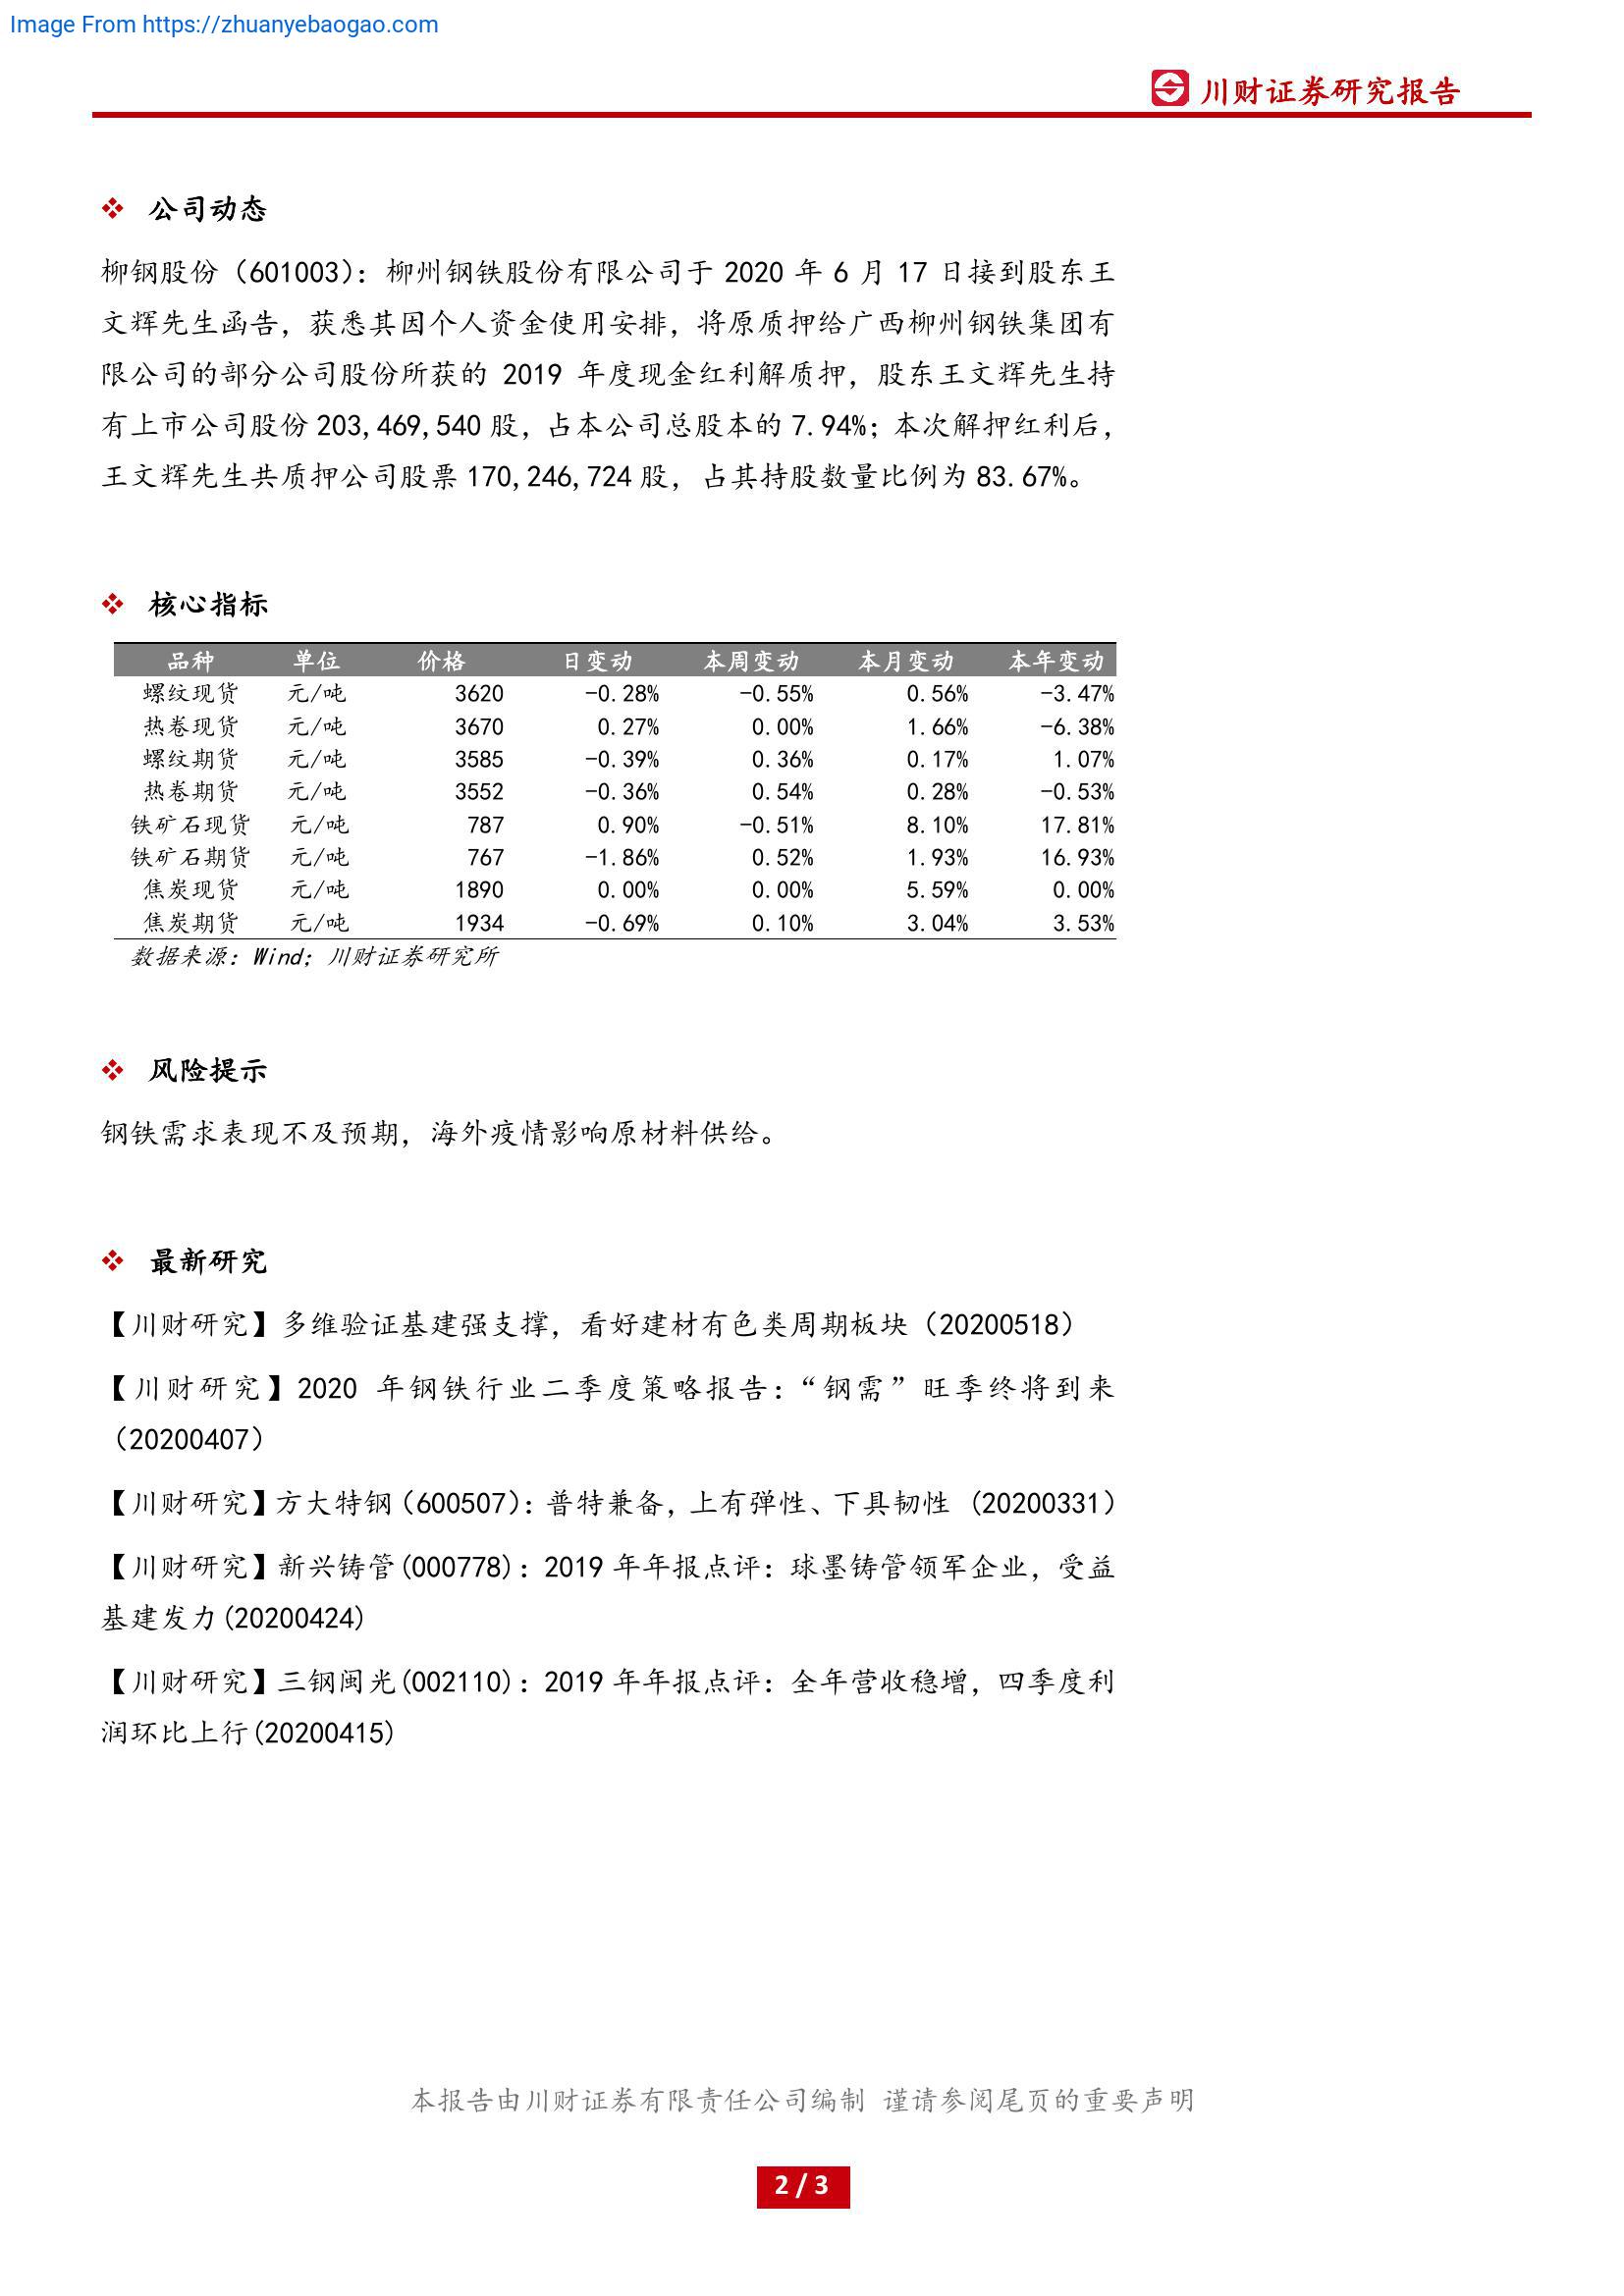 Image From https://zhuanyebaogao.com
川财证券研究报告
公司动态
柳钢股份（601003）：柳州钢铁股份有限公司于 2020 年 6 月 17 日接到股东王
文辉先生函告，获悉其因个人资金使用安排，将原质押给广西柳州钢铁集团有
限公司的部分公司股份所获的 2019 年度现金红利解质押，股东王文辉先生持
有上市公司股份 203,469,540 股，占本公司总股本的 7.94%；本次解押红利后，
王文辉先生共质押公司股票 170,246,724 股，占其持股数量比例为 83.67%。
核心指标
品种 单位 价格 日变动 本周变动 本月变动 本年变动
螺纹现货 元/吨 3620 -0.28% -0.55% 0.56% -3.47%
热卷现货 元/吨 3670 0.27% 0.00% 1.66% -6.38%
螺纹期货 元/吨 3585 -0.39% 0.36% 0.17% 1.07%
热卷期货 元/吨 3552 -0.36% 0.54% 0.28% -0.53%
铁矿石现货 元/吨 787 0.90% -0.51% 8.10% 17.81%
铁矿石期货 元/吨 767 -1.86% 0.52% 1.93% 16.93%
焦炭现货 元/吨 1890 0.00% 0.00% 5.59% 0.00%
焦炭期货 元/吨 1934 -0.69% 0.10% 3.04% 3.53%
数据来源：Wind；川财证券研究所
风险提示
钢铁需求表现不及预期，海外疫情影响原材料供给。
最新研究
【川财研究】多维验证基建强支撑，看好建材有色类周期板块（20200518）
【川财研究】2020 年钢铁行业二季度策略报告：“钢需”旺季终将到来
（20200407）
【川财研究】方大特钢（600507）：普特兼备，上有弹性、下具韧性 (20200331）
【川财研究】新兴铸管(000778)：2019 年年报点评：球墨铸管领军企业，受益
基建发力(20200424)
【川财研究】三钢闽光(002110)：2019 年年报点评：全年营收稳增，四季度利
润环比上行(20200415)
本报告由川财证券有限责任公司编制 谨请参阅尾页的重要声明
2 / 3